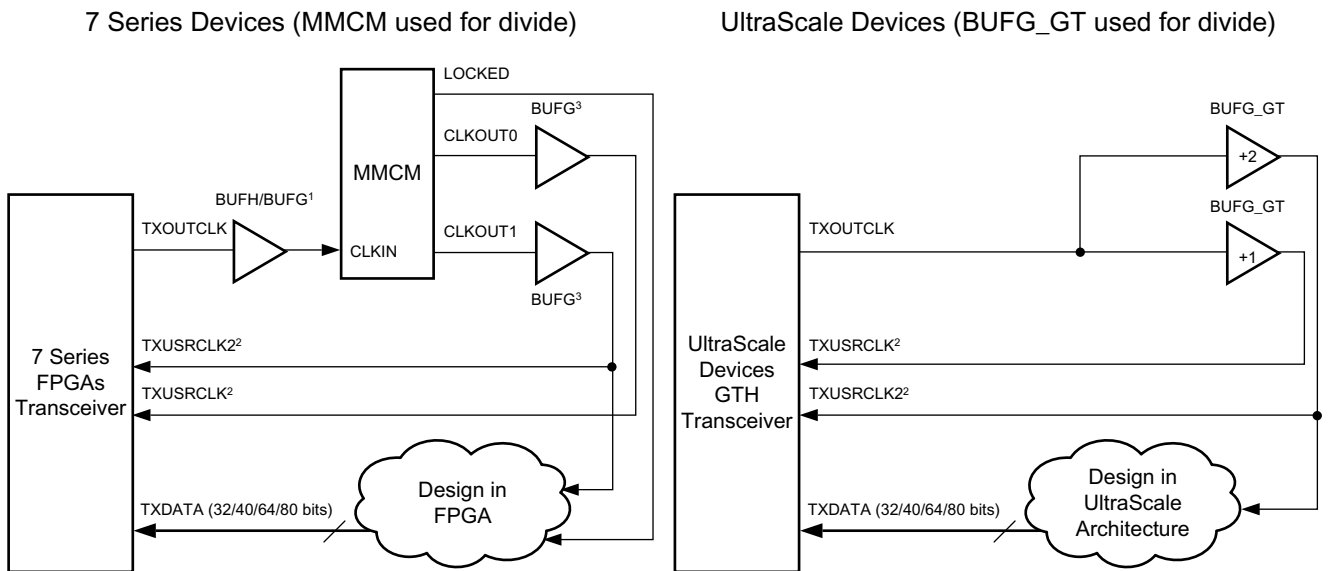 7 Series Devices (MMCM used for divide)
UltraScale Devices (BUFG_GT used for divide)
LOCKED
BUFG³
CLKOUT0
MMCM
BUFH/BUFG¹
TXOUTCLK
CLKIN
CLKOUT1
BUFG³
TXUSRCLK2²
7 Series
FPGAs
Transceiver
TXUSRCLK²
Design in
FPGA
TXDATA (32/40/64/80 bits)
BUFG_GT
+2
BUFG_GT
TXOUTCLK
+1
TXUSRCLK²
UltraScale
Devices
GTH
Transceiver
TXUSRCLK2²
Design in
UltraScale
Architecture
TXDATA (32/40/64/80 bits)